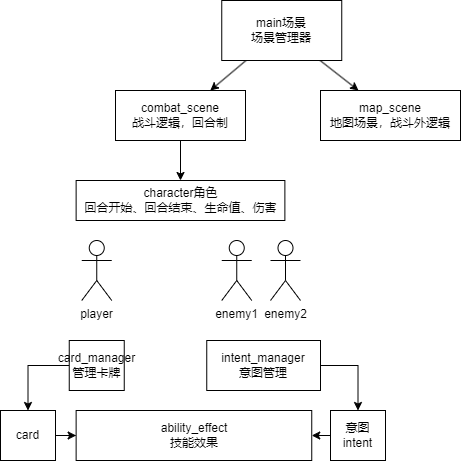 main场景
场景管理器
combat_scene
战斗逻辑，回合制
map_scene
地图场景，战斗外逻辑
character角色
回合开始、回合结束、生命值、伤害
player
enemy1
enemy2
card_manager
管理卡牌
intent_manager
意图管理
card
ability_effect
技能效果
意图
intent